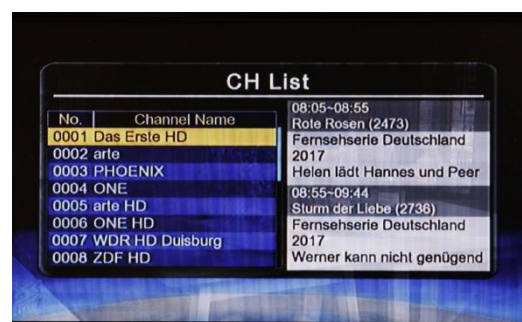 CH List
No. Channel Name
0001 Das Erste HD
0002 arte
0003 PHOENIX
0004 ONE
0005 arte HD
0006 ONE HD
0007 WDR HD Duisburg
0008 ZDF HD
08:05~08:55
Rote Rosen (2473)
Fernsehserie Deutschland
2017
Helen lädt Hannes und Peer
08:55~09:44
Sturm der Liebe (2736)
Fernsehserie Deutschland
2017
Werner kann nicht genügend